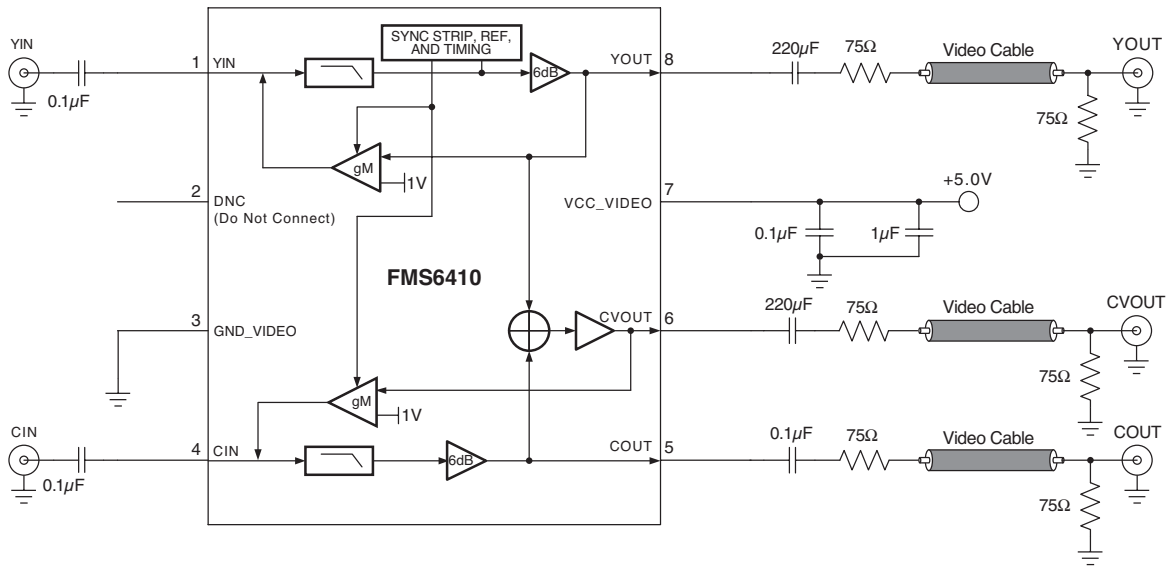 YIN
0.1µF
1
YIN
SYNC STRIP, REF,
AND TIMING
6dB
YOUT
8
220µF
75Ω
Video Cable
YOUT
75Ω
gM
1V
2
DNC
(Do Not Connect)
7
VCC_VIDEO
+5.0V
0.1µF
1µF
FMS6410
3
GND_VIDEO
CVOUT
6
220µF
75Ω
Video Cable
CVOUT
75Ω
gM
1V
CIN
0.1µF
4
CIN
6dB
COUT
5
0.1µF
75Ω
Video Cable
COUT
75Ω